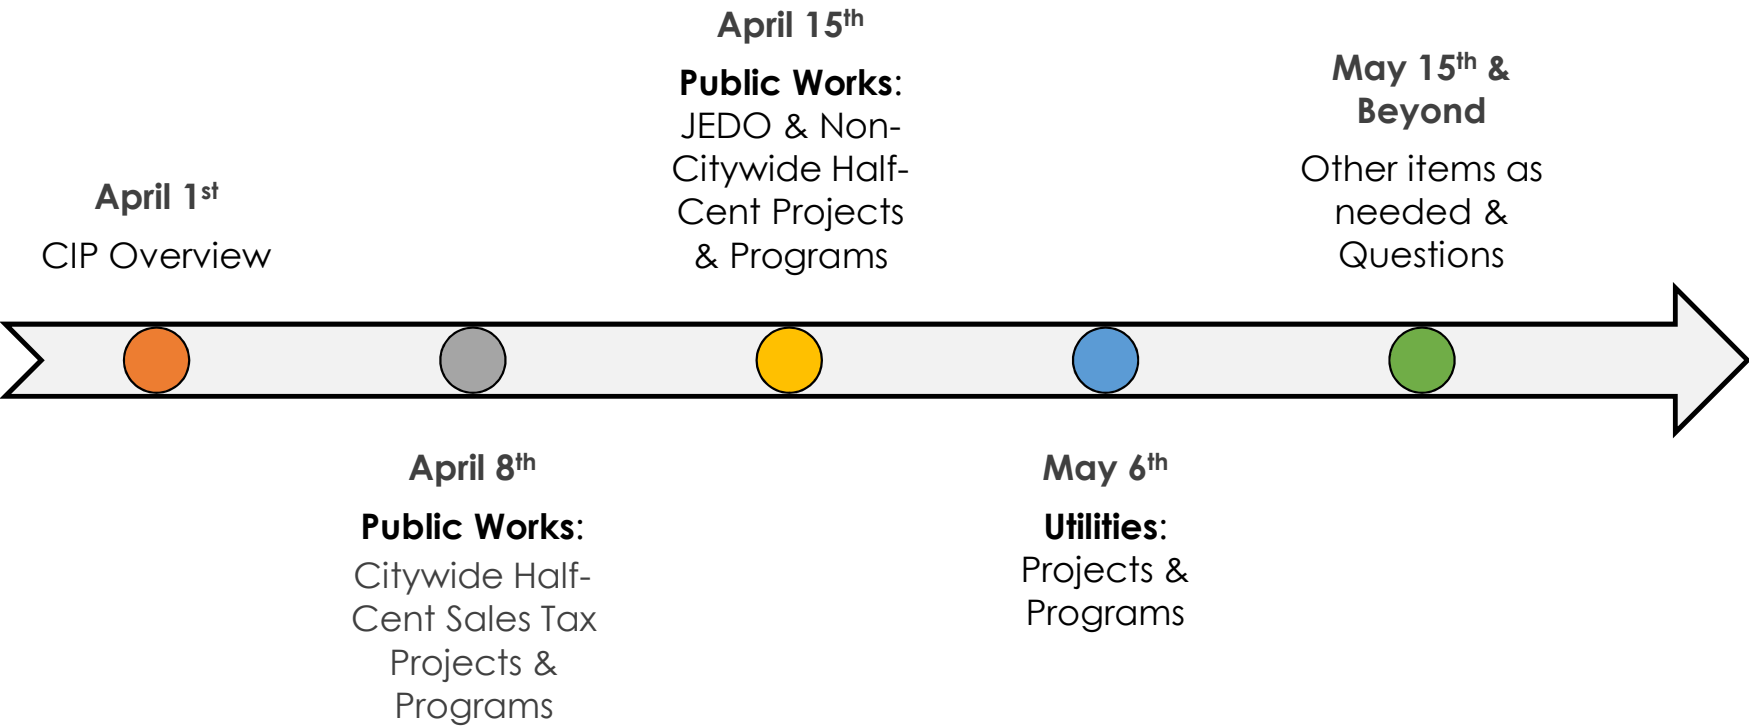 April 1st
CIP Overview
April 8th
Public Works:
Citywide Half-
Cent Sales Tax
Projects &
Programs
April 15th
Public Works:
JEDO & Non-
Citywide Half-
Cent Projects
& Programs
May 6th
Utilities:
Projects &
Programs
May 15th &
Beyond
Other items as
needed &
Questions